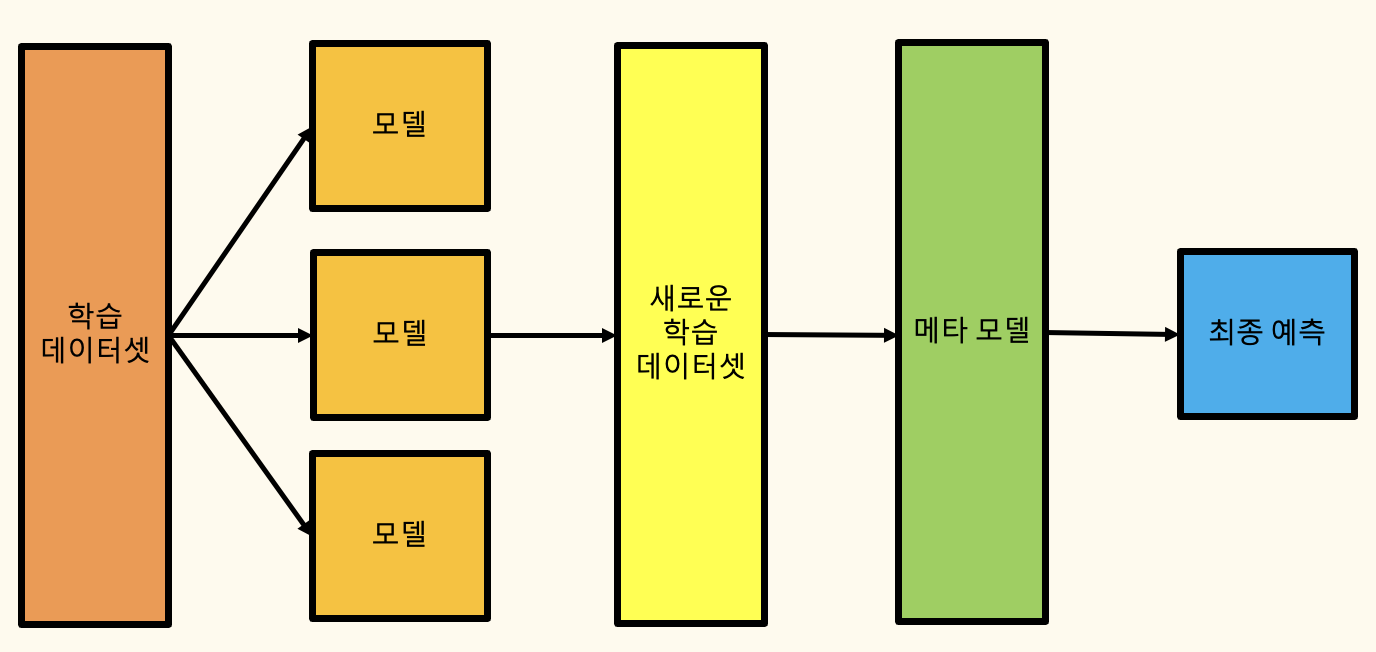 학습
데이터셋
모델
모델
모델
새로운
학습
데이터셋
메타 모델
최종 예측